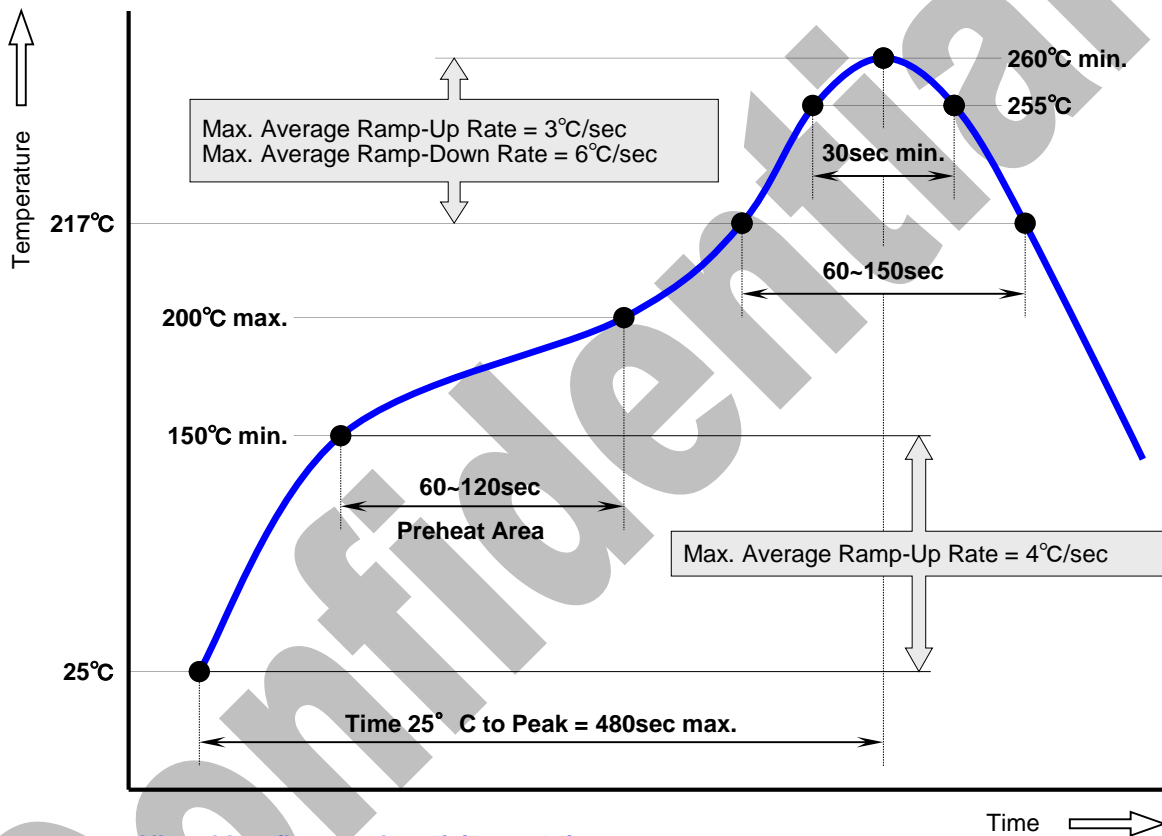 Temperature
260°C min.
255°C
Max. Average Ramp-Up Rate = 3°C/sec
Max. Average Ramp-Down Rate = 6°C/sec
30sec min.
217°C
60~150sec
200°C max.
150°C min.
60~120sec
Preheat Area
Max. Average Ramp-Up Rate = 4°C/sec
25°C
Time 25° C to Peak = 480sec max.
Time
Confidential